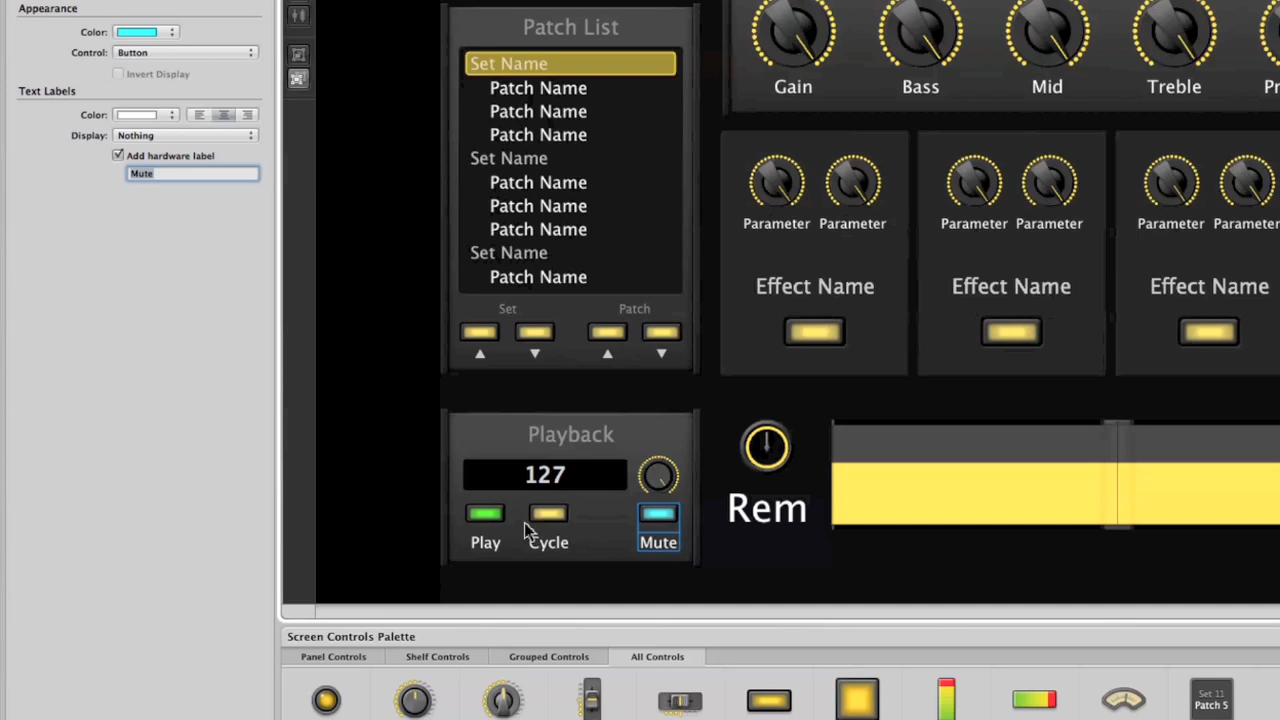 Appearance
Color:
Control: Button
Invert Display
Text Labels
Color:
Display: Nothing
Add hardware label
Mute
Patch List
Set Name
Patch Name
Patch Name
Patch Name
Set Name
Patch Name
Patch Name
Patch Name
Set Name
Patch Name
Set Patch
Gain Bass Mid Treble
Parameter Parameter Parameter Parameter Parameter Parameter
Effect Name Effect Name Effect Name
Playback
127
Play Cycle Mute
Rem
Screen Controls Palette
Panel Controls Shelf Controls Grouped Controls All Controls
Set 11
Patch 5